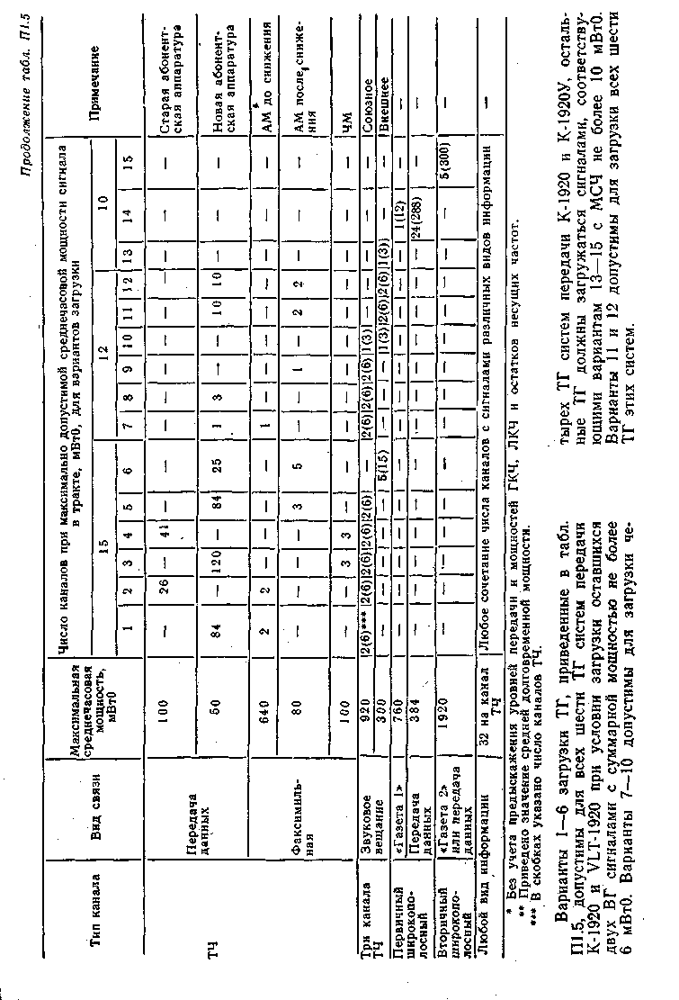 Продолжение табл. П1.5
Тип канала | Вид связи | Максимальная среднечасовая мощность, мВт0 | Число каналов при максимально допустимой среднечасовой мощности сигнала в тракте, мВт0, для вариантов загрузки | Примечание
15 | 12 | 10
1 | 2 | 3 | 4 | 5 | 6 | 7 | 8 | 9 | 10 | 11 | 12 | 13 | 14 | 15
ТЧ | Передача данных | 100 | — | 26 | — | 41 | — | — | — | — | — | — | — | — | — | — | — | Старая абонентская аппаратура
50 | 84 | — | 120 | — | 84 | 25 | 1 | 3 | — | — | 10 | 10 | — | — | — | Новая абонентская аппаратура
Факсимильная | 640 | 2 | 2 | — | — | — | — | 1 | — | — | — | — | — | — | — | — | АМ до снижения
80 | — | — | — | — | 3 | 5 | — | — | 1 | — | 2 | 2 | — | — | — | АМ после снижения
100 | — | — | 3 | 3 | — | — | — | — | — | — | — | — | — | — | — | ЧМ
Три канала ТЧ | Звуковое вещание | 920 | 2(6)*** | 2(6) | 2(6) | 2(6) | 2(6) | — | 2(6) | 2(6) | 2(6) | 1(3) | — | — | — | — | — | Союзное
300 | — | — | — | — | — | 5(15) | — | — | — | 1(3) | 2(6) | 2(6) | 1(3) | — | — | Внешнее
Первичный широкополосный | «Газета 1» | 760 | — | — | — | — | — | — | — | — | — | — | — | — | — | 1(12) | — | —
Передача данных | 384 | — | — | — | — | — | — | — | — | — | — | — | — | — | 24(288) | — | —
Вторичный широкополосный | «Газета 2» или передача данных | 1920 | — | — | — | — | — | — | — | — | — | — | — | — | — | — | 5(300) | —
Любой вид информации | 32 на канал ТЧ | Любое сочетание числа каналов с сигналами различных видов информации | —
* Без учета предыскажения уровней передачи и мощностей ГКЧ, ЛКЧ и остатков несущих частот.
** Приведено значение средней долговременной мощности.
*** В скобках указано число каналов ТЧ.
Варианты 1—6 загрузки ТГ, приведенные в табл.
П1.5, допустимы для всех шести ТГ систем передачи
К-1920 и VLT-1920 при условии загрузки оставшихся
двух ВГ сигналами с суммарной мощностью не более
6 мВт0. Варианты 7—10 допустимы для загрузки че-
тырех ТГ систем передачи К-1920 и К-1920У, осталь-
ные ТГ должны загружаться сигналами, соответству-
ющими вариантам 13—15 с МСЧ не более 10 мВт0.
Варианты 11 и 12 допустимы для загрузки всех шести
ТГ этих систем.